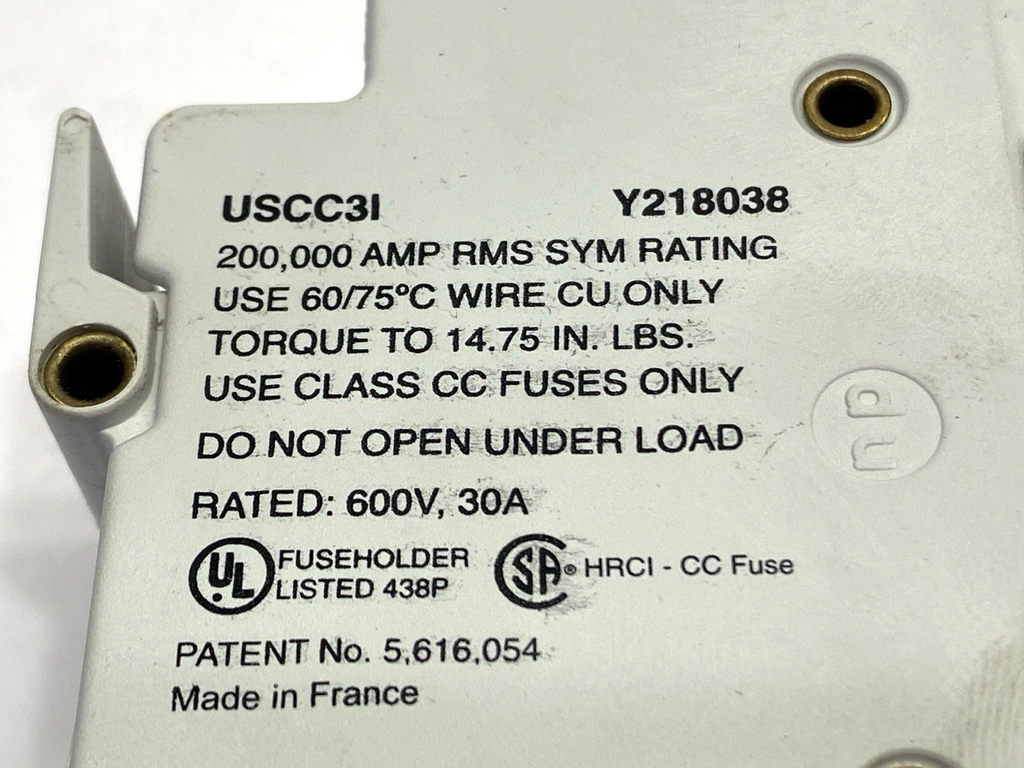 USCC3I Y218038
200,000 AMP RMS SYM RATING
USE 60/75°C WIRE CU ONLY
TORQUE TO 14.75 IN. LBS.
USE CLASS CC FUSES ONLY
DO NOT OPEN UNDER LOAD
RATED: 600V, 30A
UL FUSEHOLDER
LISTED 438P
SA® HRCI - CC Fuse
PATENT No. 5,616,054
Made in France